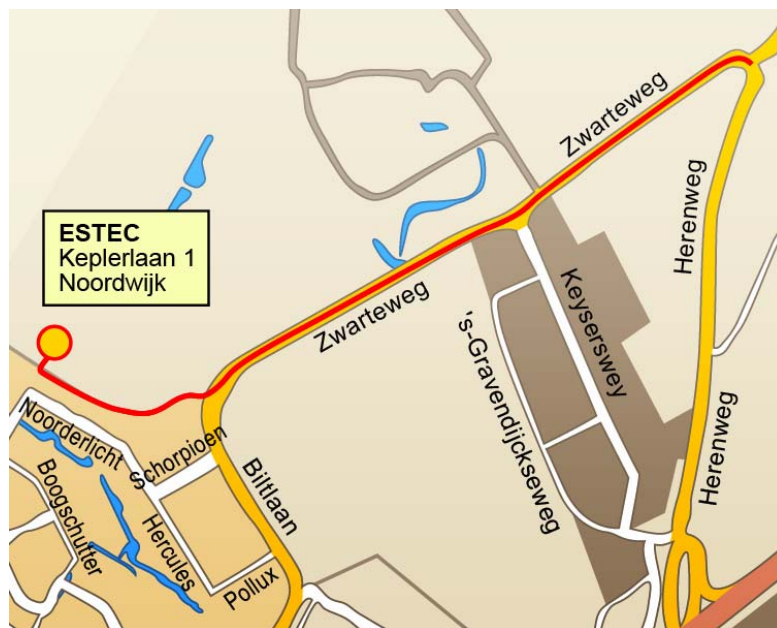 Zwarteweg
ESTEC
Keplerlaan 1
Noordwijk
Herenweg
Zwarteweg
Keyserswey
's-Gravendijckseweg
Noorderlicht
Schorpioen
Herenweg
Boogschutter
Hercules
Biltlaan
Pollux